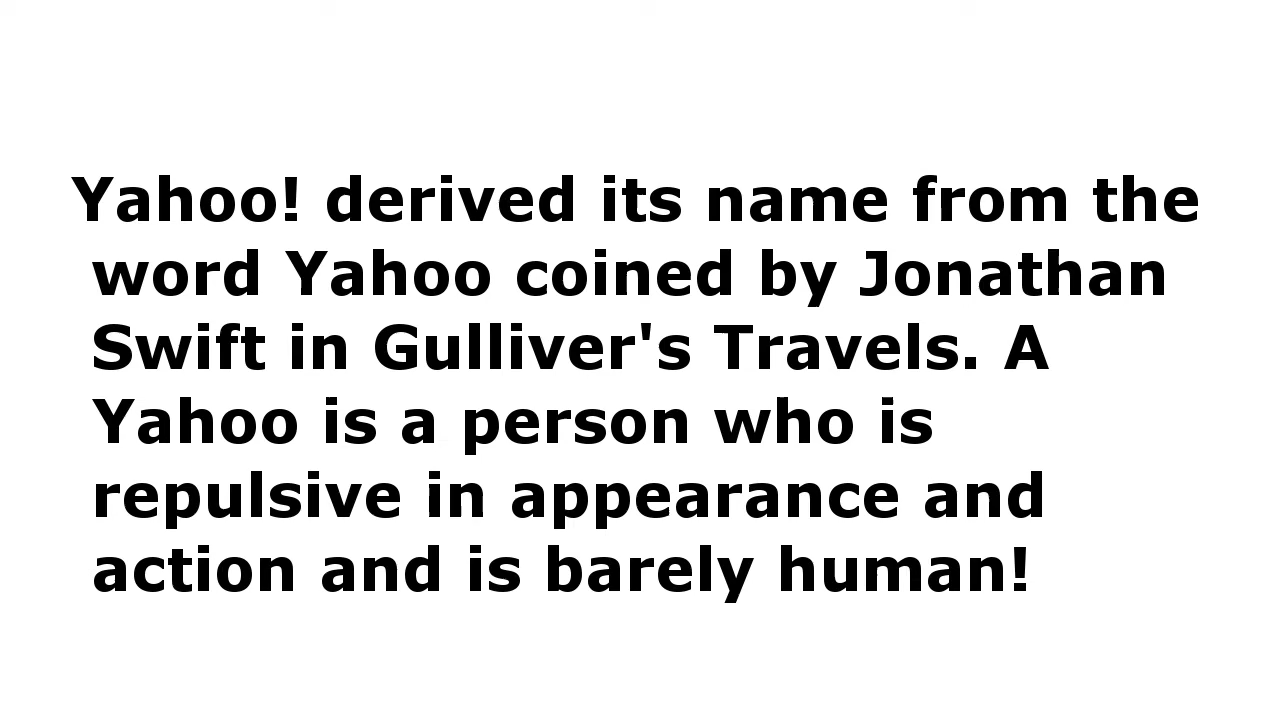 Yahoo! derived its name from the
word Yahoo coined by Jonathan
Swift in Gulliver's Travels. A
Yahoo is a person who is
repulsive in appearance and
action and is barely human!